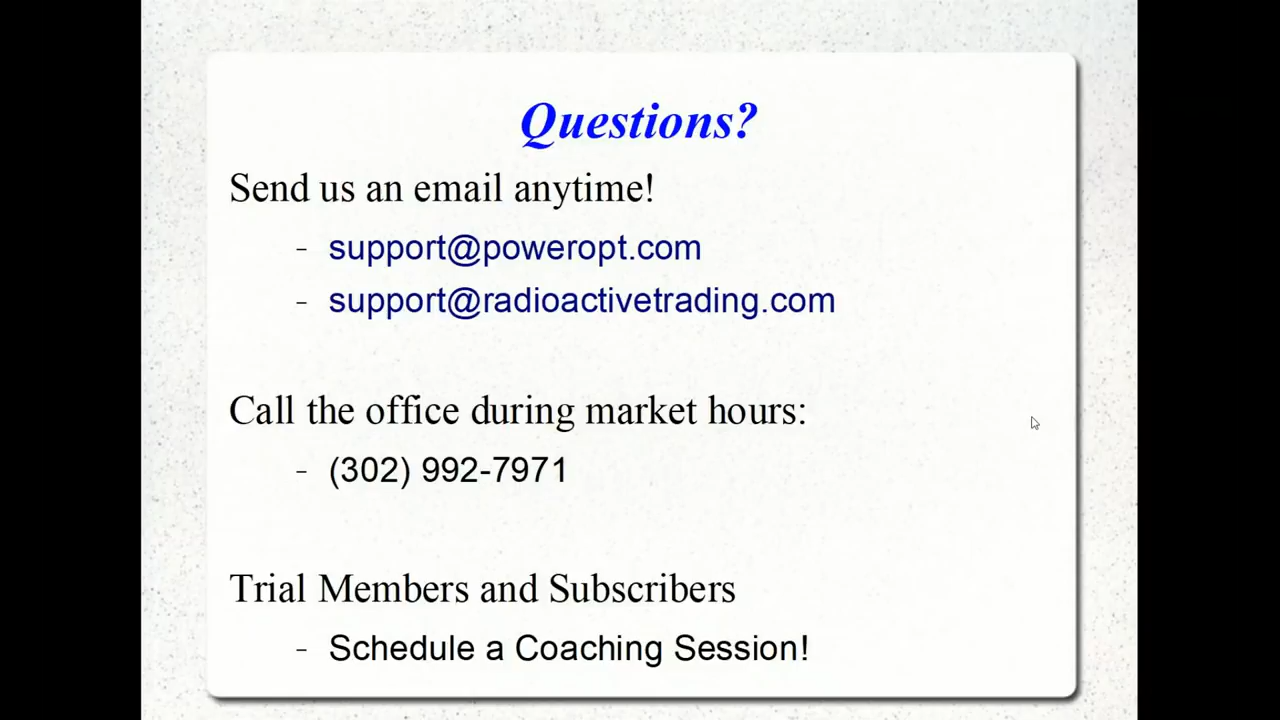 Questions?
Send us an email anytime!
- support@poweropt.com
- support@radioactivetrading.com
Call the office during market hours:
- (302) 992-7971
Trial Members and Subscribers
- Schedule a Coaching Session!